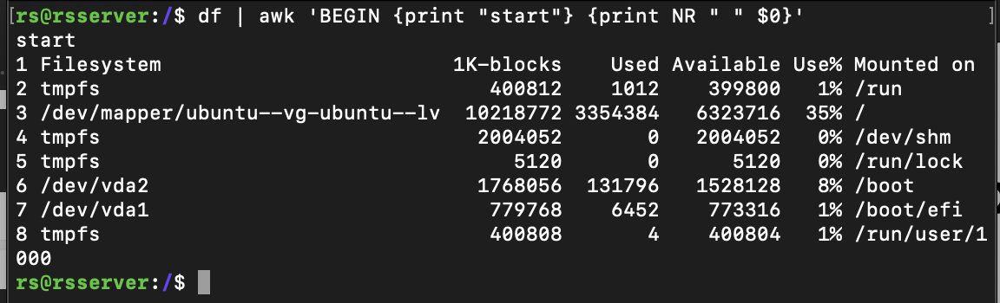 [rs@rsserver:/$ df | awk 'BEGIN {print "start"} {print NR " " $0}' ]
start
1 Filesystem                        1K-blocks    Used Available Use% Mounted on
2 tmpfs                                400812    1012    399800   1% /run
3 /dev/mapper/ubuntu--vg-ubuntu--lv  10218772 3354384   6323716  35% /
4 tmpfs                               2004052       0   2004052   0% /dev/shm
5 tmpfs                                  5120       0      5120   0% /run/lock
6 /dev/vda2                           1768056  131796   1528128   8% /boot
7 /dev/vda1                            779768    6452    773316   1% /boot/efi
8 tmpfs                                400808       4    400804   1% /run/user/1
000
rs@rsserver:/$